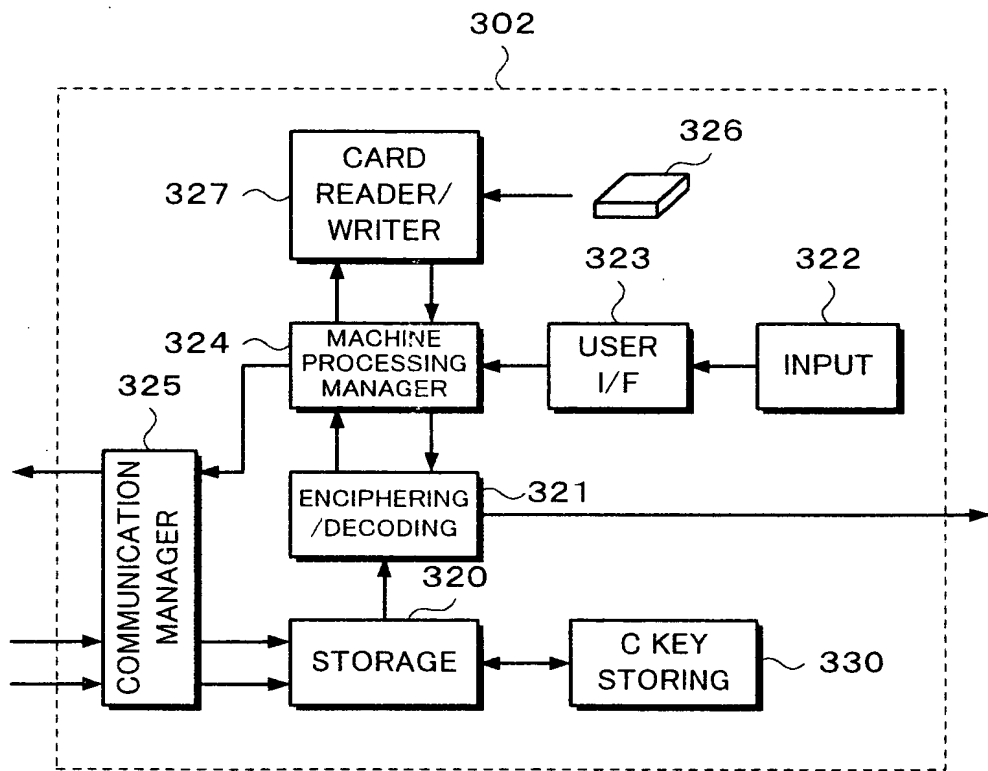 302
326
CARD
READER/
WRITER
327
323
322
324
MACHINE
PROCESSING
MANAGER
USER
I/F
INPUT
325
COMMUNICATION
MANAGER
ENCIPHERING
/DECODING
321
320
STORAGE
C KEY
STORING
330